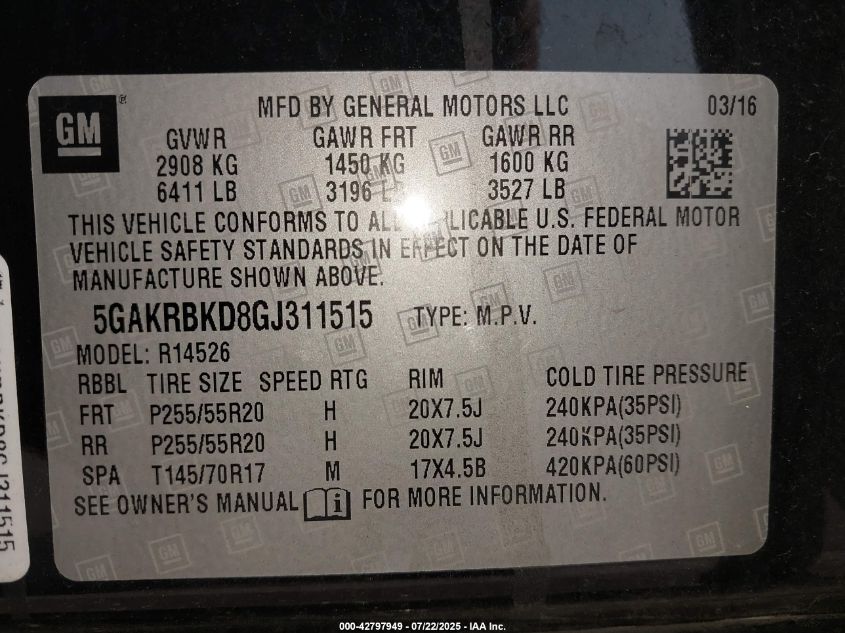 GM ® MFD BY GENERAL MOTORS LLC 03/16
GVWR GAWR FRT GAWR RR
2908 KG 1450 KG 1600 KG
6411 LB 3196 3527 LB
THIS VEHICLE CONFORMS TO ALL U.S. FEDERAL MOTOR
VEHICLE SAFETY STANDARDS IN EFFECT ON THE DATE OF
MANUFACTURE SHOWN ABOVE.
5GAKRBKD8GJ311515 TYPE: M.P.V.
MODEL: R14526
RBBL TIRE SIZE SPEED RTG RIM COLD TIRE PRESSURE
FRT P255/55R20 H 20X7.5J 240KPA(35PSI)
RR P255/55R20 H 20X7.5J 240KPA(35PSI)
SPA T145/70R17 M 17X4.5B 420KPA(60PSI)
SEE OWNER'S MANUAL i FOR MORE INFORMATION.
000-42797949 - 07/22/2025 - IAA Inc.